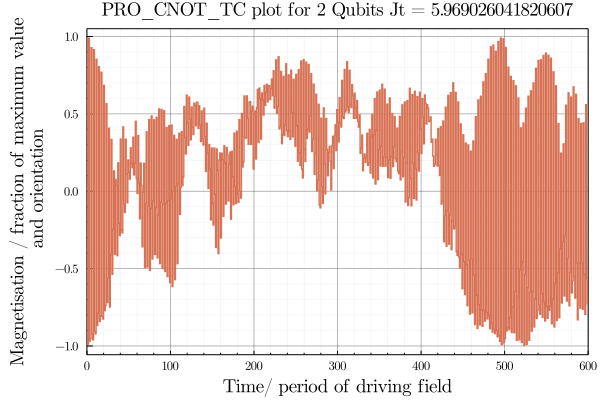 PRO_CNOT_TC plot for 2 Qubits Jt = 5.969026041820607
Magnetisation / fraction of maximum value
and orientation
1.0
0.5
0.0
−0.5
−1.0
0 100 200 300 400 500 600
Time/ period of driving field